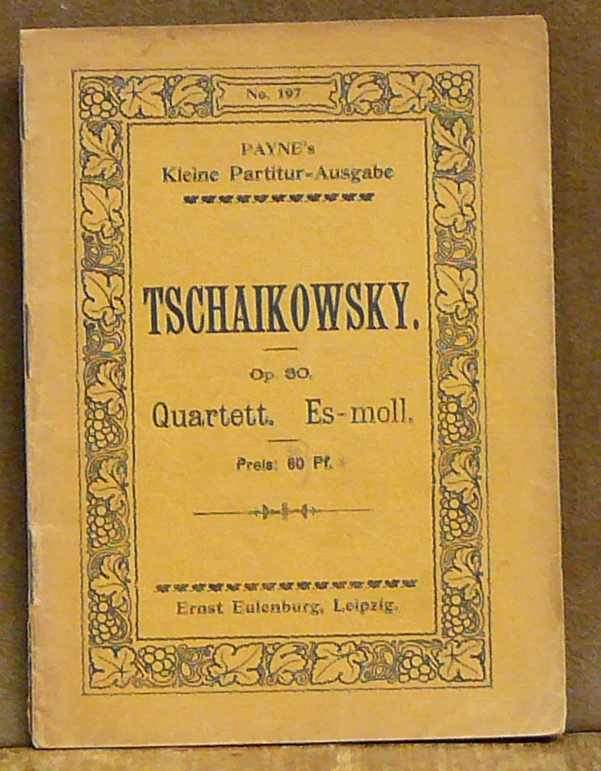 No. 197
PAYNE's
Kleine Partitur-Ausgabe
TSCHAIKOWSKY.
Op 30.
Quartett. Es-moll.
Preis: 60 Pf.
Ernst Eulenburg, Leipzig.